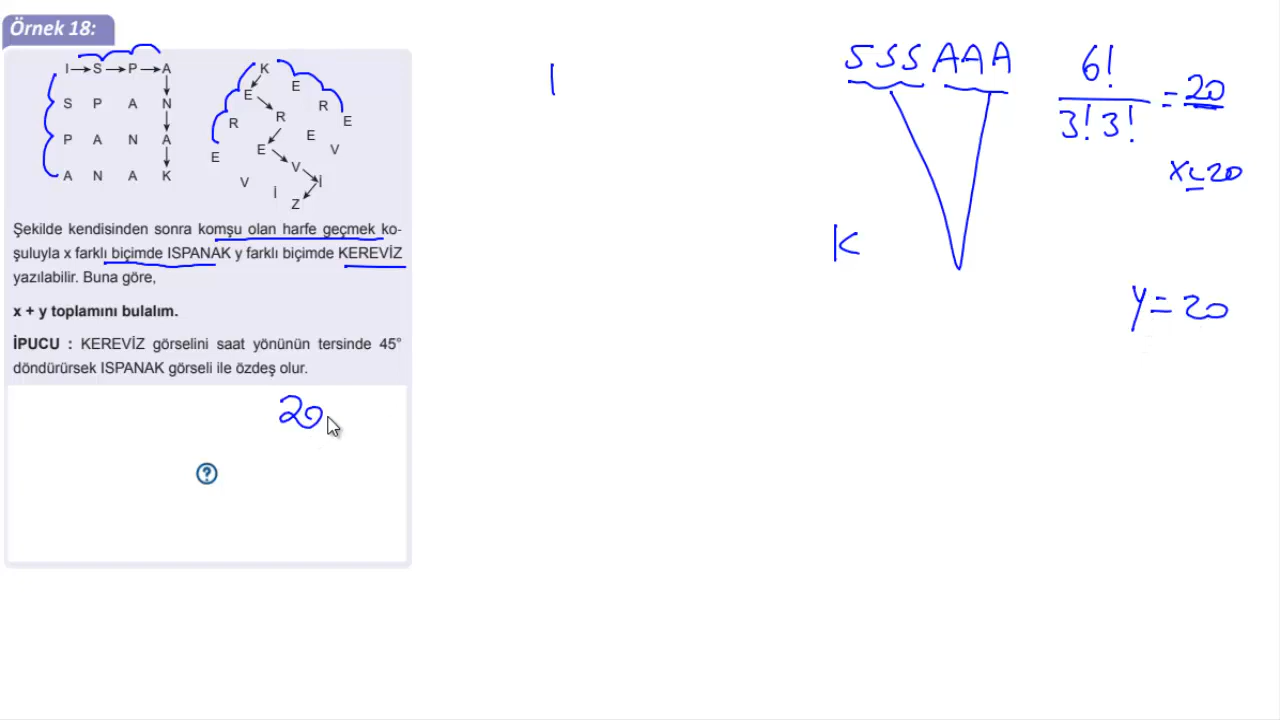 Örnek 18:
I S P A
S P A N
P A N A
A N A K
K
E E
R R R
E E E E
V V V
İ İ
Z
Şekilde kendisinden sonra komşu olan harfe geçmek ko-
şuluyla x farklı biçimde ISPANAK y farklı biçimde KEREVİZ
yazılabilir. Buna göre,
x + y toplamını bulalım.
İPUCU : KEREVİZ görselini saat yönünün tersinde 45°
döndürürsek ISPANAK görseli ile özdeş olur.
20
?
I
SSS AAA
6!
3! 3!
= 20
x = 20
K
y = 20